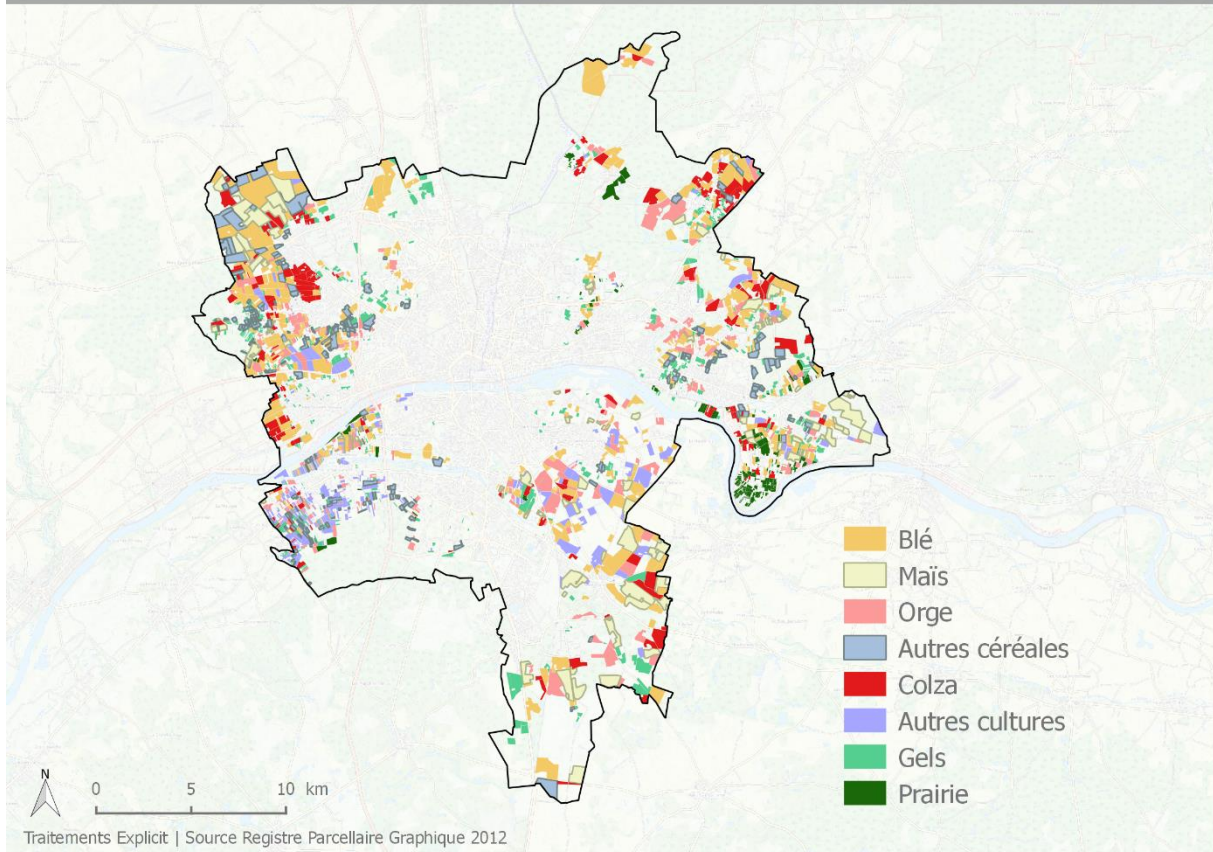 Blé
Maïs
Orge
Autres céréales
Colza
Autres cultures
Gels
Prairie
N
0 5 10 km
Traitements Explicit | Source Registre Parcellaire Graphique 2012